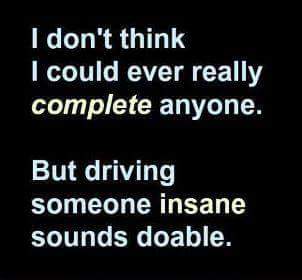 I don't think
I could ever really
complete anyone.
But driving
someone insane
sounds doable.